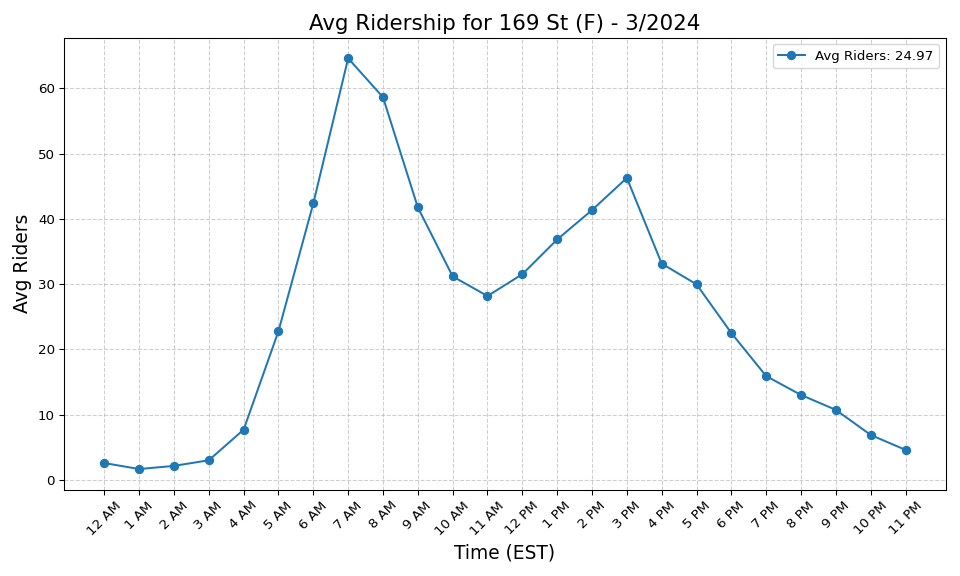 Avg Ridership for 169 St (F) - 3/2024
Avg Riders: 24.97
Avg Riders
60
50
40
30
20
10
0
12 AM
1 AM
2 AM
3 AM
4 AM
5 AM
6 AM
7 AM
8 AM
9 AM
10 AM
11 AM
12 PM
1 PM
2 PM
3 PM
4 PM
5 PM
6 PM
7 PM
8 PM
9 PM
10 PM
11 PM
Time (EST)